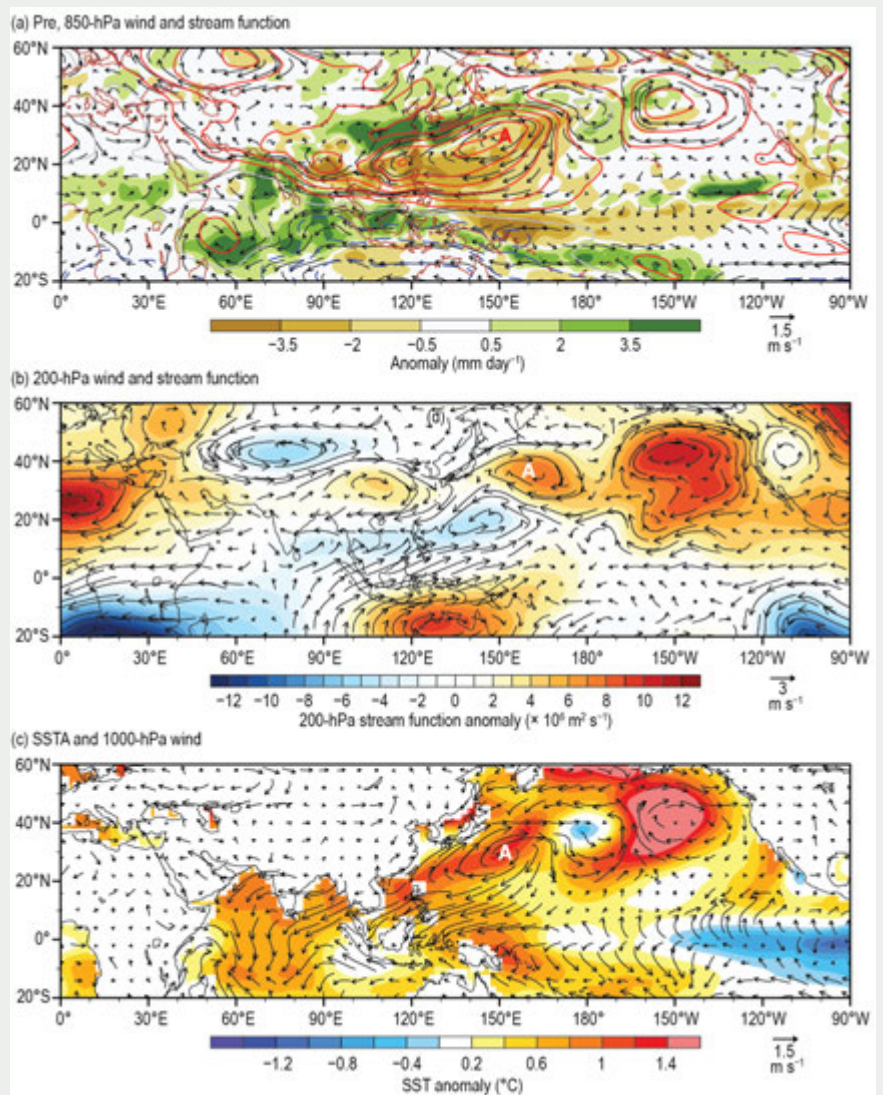 (a) Pre, 850-hPa wind and stream function
60°N
40°N
20°N
0°
20°S
A
0° 30°E 60°E 90°E 120°E 150°E 180° 150°W 120°W 90°W
−3.5 −2 −0.5 0.5 2 3.5
Anomaly (mm day⁻¹)
1.5
m s⁻¹
(b) 200-hPa wind and stream function
60°N
40°N
20°N
0°
20°S
(d)
A
0° 30°E 60°E 90°E 120°E 150°E 180° 150°W 120°W 90°W
−12 −10 −8 −6 −4 −2 0 2 4 6 8 10 12
200-hPa stream function anomaly (× 10⁶ m² s⁻¹)
3
m s⁻¹
(c) SSTA and 1000-hPa wind
60°N
40°N
20°N
0°
20°S
A
0° 30°E 60°E 90°E 120°E 150°E 180° 150°W 120°W 90°W
−1.2 −0.8 −0.4 0.2 0.6 1 1.4
SST anomaly (°C)
1.5
m s⁻¹